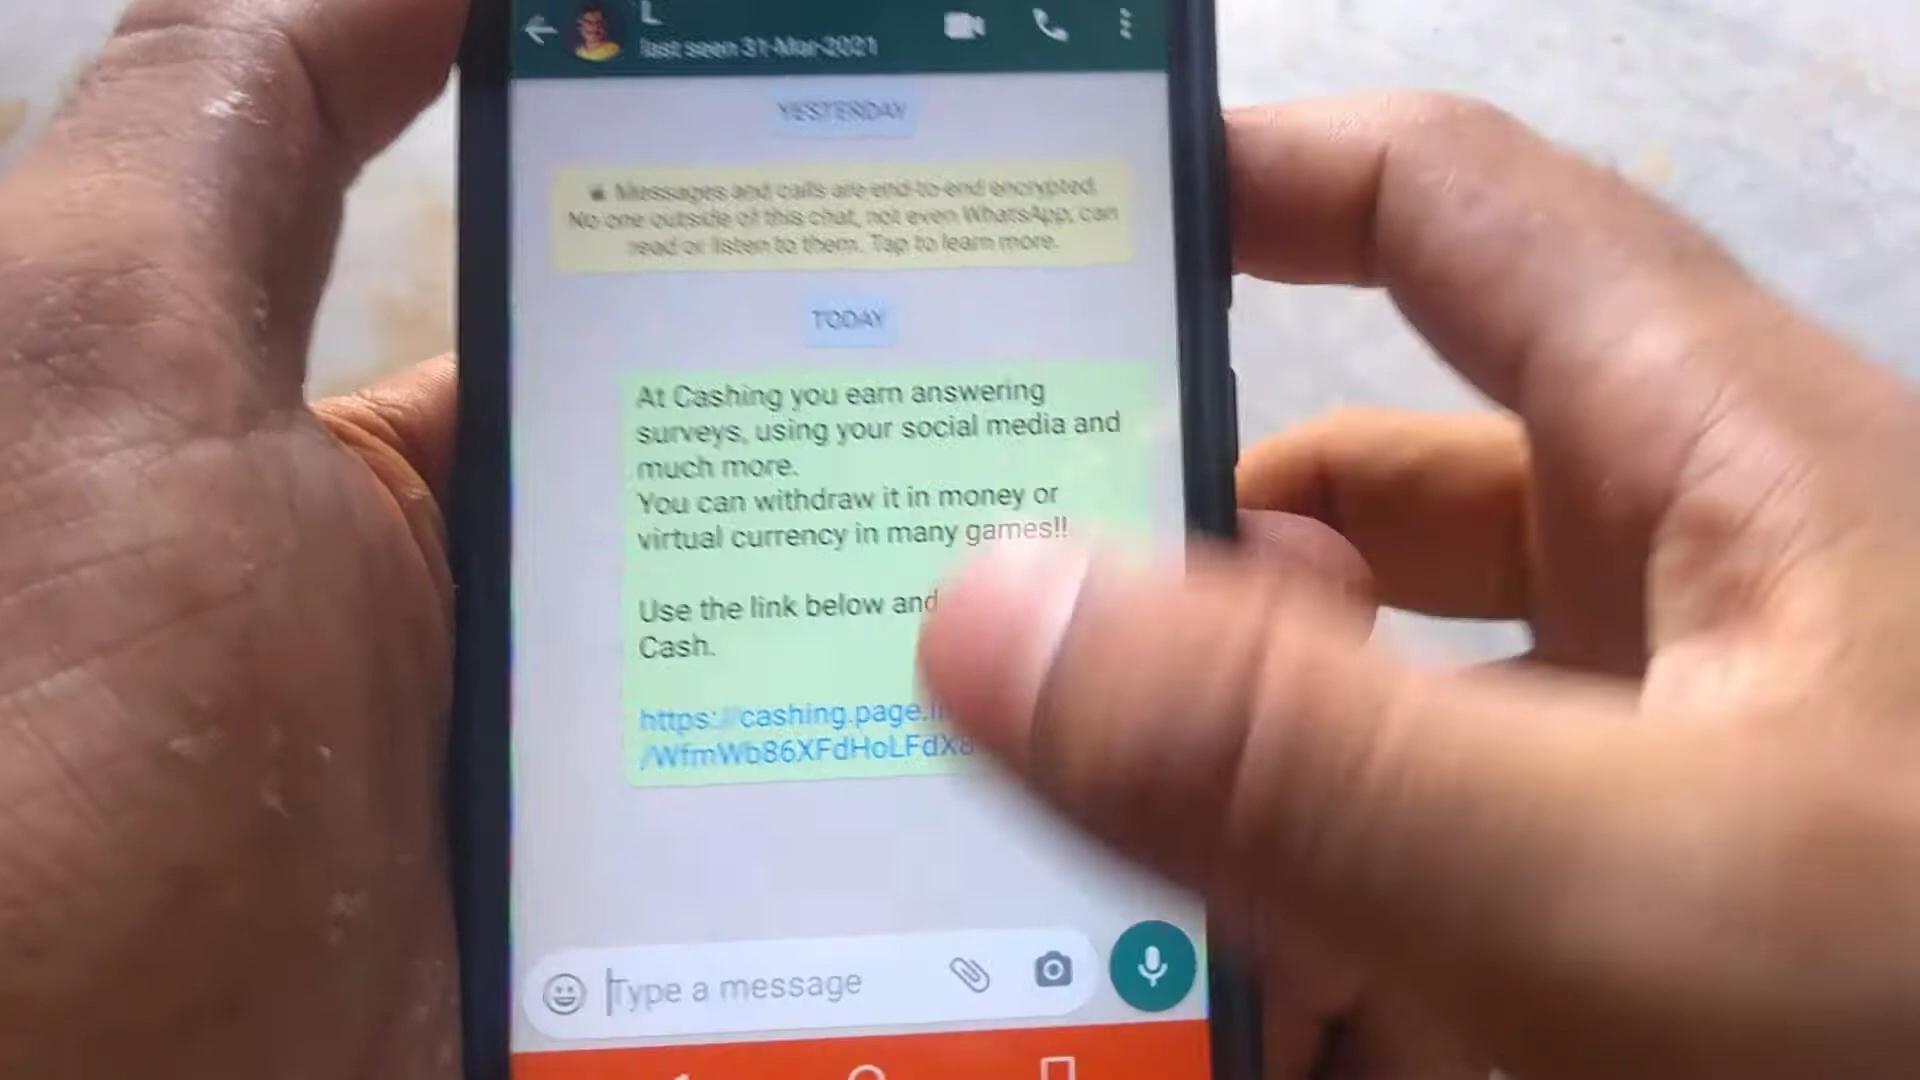 L
last seen 31-Mar-2021
YESTERDAY
Messages and calls are end-to-end encrypted.
No one outside of this chat, not even WhatsApp, can
read or listen to them. Tap to learn more.
TODAY
At Cashing you earn answering
surveys, using your social media and
much more.
You can withdraw it in money or
virtual currency in many games!!
Use the link below and
Cash.
https://cashing.page.li
/WfmWb86XFdHoLFdX8
Type a message